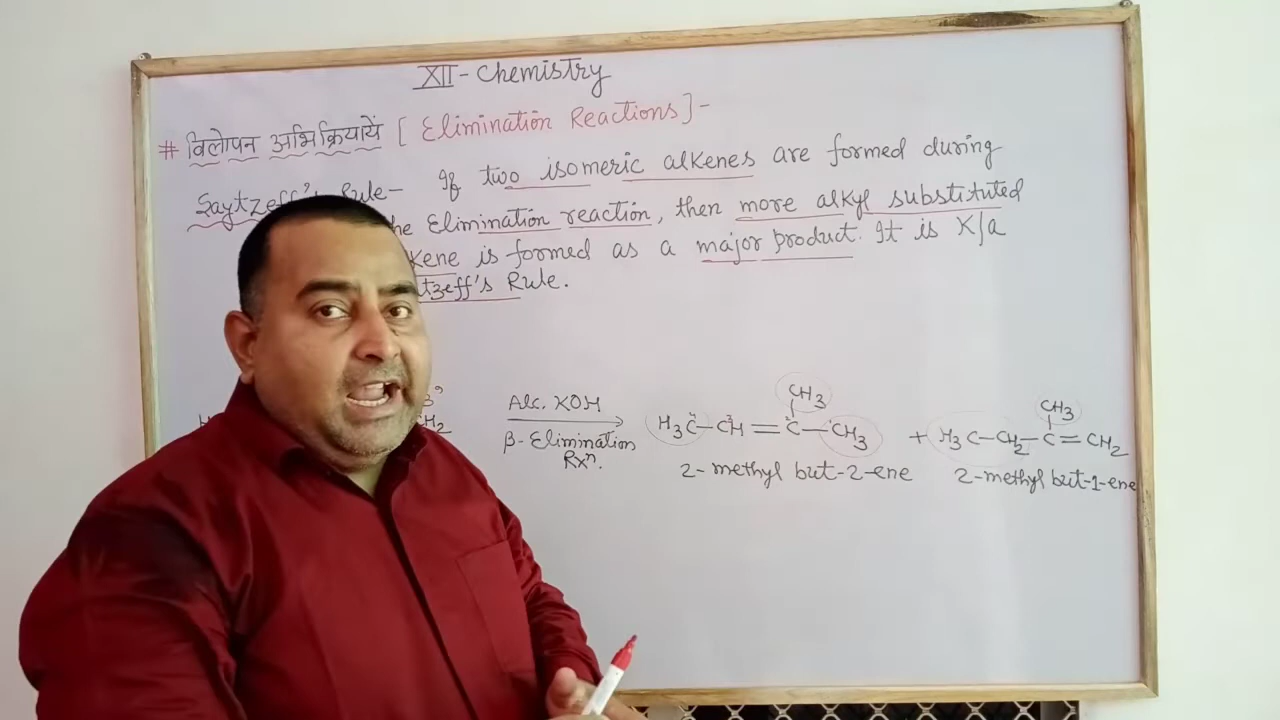 XII - Chemistry
# विलोपन अभिक्रियायें [ Elimination Reactions ] -
Saytzeff's Rule - If two isomeric alkenes are formed during
the Elimination reaction, then more alkyl substituted
kene is formed as a major product. It is K/a
tzeff's Rule.
CH3 CH3
Alc. KOH H3C-CH=C-CH3 + H3C-CH2-C=CH2
β-Elimination 2-methyl but-2-ene 2-methyl but-1-ene
Rxn.